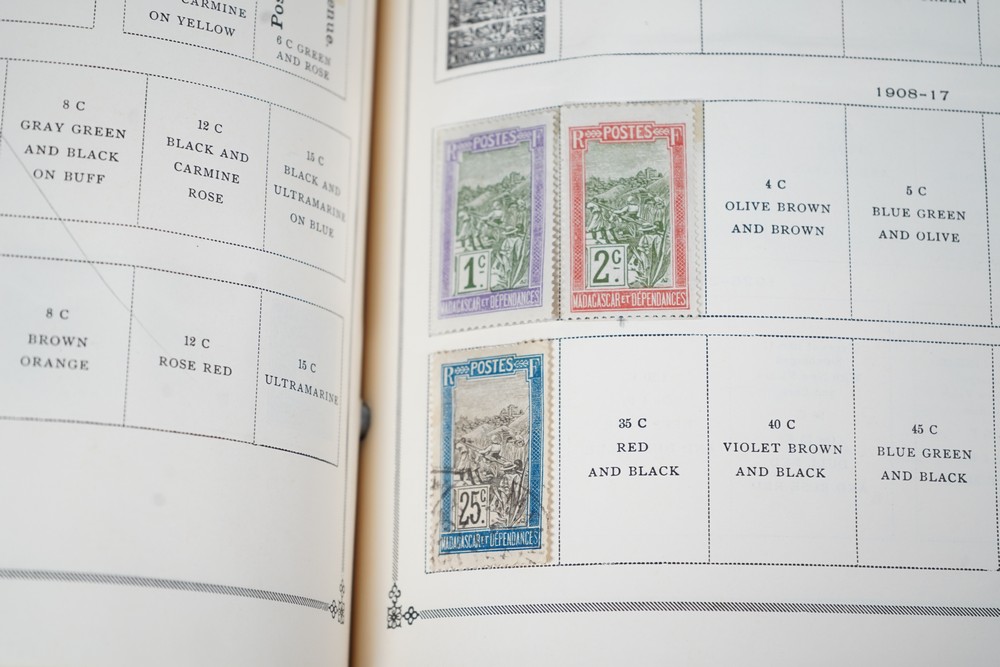 CARMINE
ON YELLOW
6 C GREEN
AND ROSE
8 C
GRAY GREEN
AND BLACK
ON BUFF
12 C
BLACK AND
CARMINE
ROSE
15 C
BLACK AND
ULTRAMARINE
ON BLUE
8 C
BROWN
ORANGE
12 C
ROSE RED
15 C
ULTRAMARINE
1908-17
R POSTES F
1c
MADAGASCAR ET DÉPENDANCES
R POSTES F
2c
MADAGASCAR ET DÉPENDANCES
4 C
OLIVE BROWN
AND BROWN
5 C
BLUE GREEN
AND OLIVE
R POSTES F
25c
MADAGASCAR ET DÉPENDANCES
35 C
RED
AND BLACK
40 C
VIOLET BROWN
AND BLACK
45 C
BLUE GREEN
AND BLACK